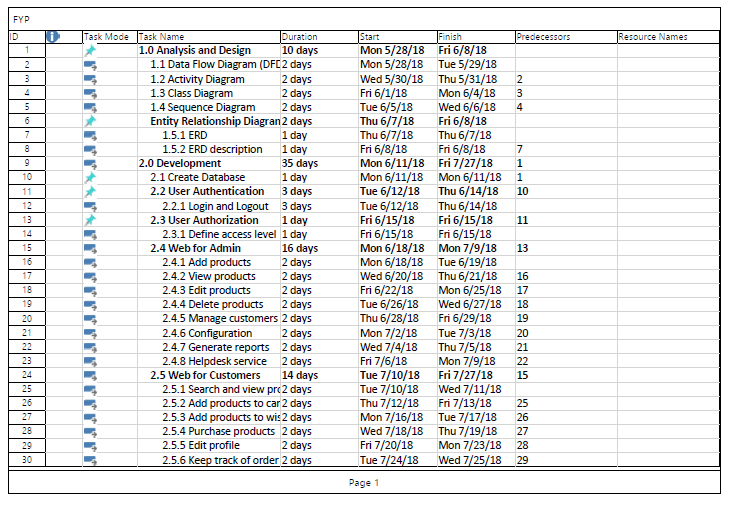 FYP
ID Task Mode Task Name Duration Start Finish Predecessors Resource Names
1 1.0 Analysis and Design 10 days Mon 5/28/18 Fri 6/8/18
2 1.1 Data Flow Diagram (DFD 2 days Mon 5/28/18 Tue 5/29/18
3 1.2 Activity Diagram 2 days Wed 5/30/18 Thu 5/31/18 2
4 1.3 Class Diagram 2 days Fri 6/1/18 Mon 6/4/18 3
5 1.4 Sequence Diagram 2 days Tue 6/5/18 Wed 6/6/18 4
6 Entity Relationship Diagran 2 days Thu 6/7/18 Fri 6/8/18
7 1.5.1 ERD 1 day Thu 6/7/18 Thu 6/7/18
8 1.5.2 ERD description 1 day Fri 6/8/18 Fri 6/8/18 7
9 2.0 Development 35 days Mon 6/11/18 Fri 7/27/18 1
10 2.1 Create Database 1 day Mon 6/11/18 Mon 6/11/18 1
11 2.2 User Authentication 3 days Tue 6/12/18 Thu 6/14/18 10
12 2.2.1 Login and Logout 3 days Tue 6/12/18 Thu 6/14/18
13 2.3 User Authorization 1 day Fri 6/15/18 Fri 6/15/18 11
14 2.3.1 Define access level 1 day Fri 6/15/18 Fri 6/15/18
15 2.4 Web for Admin 16 days Mon 6/18/18 Mon 7/9/18 13
16 2.4.1 Add products 2 days Mon 6/18/18 Tue 6/19/18
17 2.4.2 View products 2 days Wed 6/20/18 Thu 6/21/18 16
18 2.4.3 Edit products 2 days Fri 6/22/18 Mon 6/25/18 17
19 2.4.4 Delete products 2 days Tue 6/26/18 Wed 6/27/18 18
20 2.4.5 Manage customers 2 days Thu 6/28/18 Fri 6/29/18 19
21 2.4.6 Configuration 2 days Mon 7/2/18 Tue 7/3/18 20
22 2.4.7 Generate reports 2 days Wed 7/4/18 Thu 7/5/18 21
23 2.4.8 Helpdesk service 2 days Fri 7/6/18 Mon 7/9/18 22
24 2.5 Web for Customers 14 days Tue 7/10/18 Fri 7/27/18 15
25 2.5.1 Search and view pro 2 days Tue 7/10/18 Wed 7/11/18
26 2.5.2 Add products to car 2 days Thu 7/12/18 Fri 7/13/18 25
27 2.5.3 Add products to wis 2 days Mon 7/16/18 Tue 7/17/18 26
28 2.5.4 Purchase products 2 days Wed 7/18/18 Thu 7/19/18 27
29 2.5.5 Edit profile 2 days Fri 7/20/18 Mon 7/23/18 28
30 2.5.6 Keep track of order 2 days Tue 7/24/18 Wed 7/25/18 29
Page 1